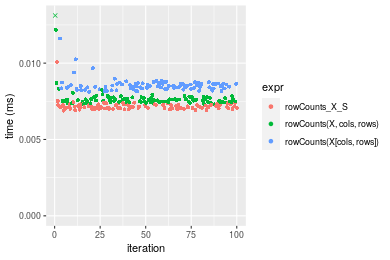 0.010
0.005
0.000
time (ms)
0
25
50
75
100
iteration
expr
rowCounts_X_S
rowCounts(X, cols, rows)
rowCounts(X[cols, rows])